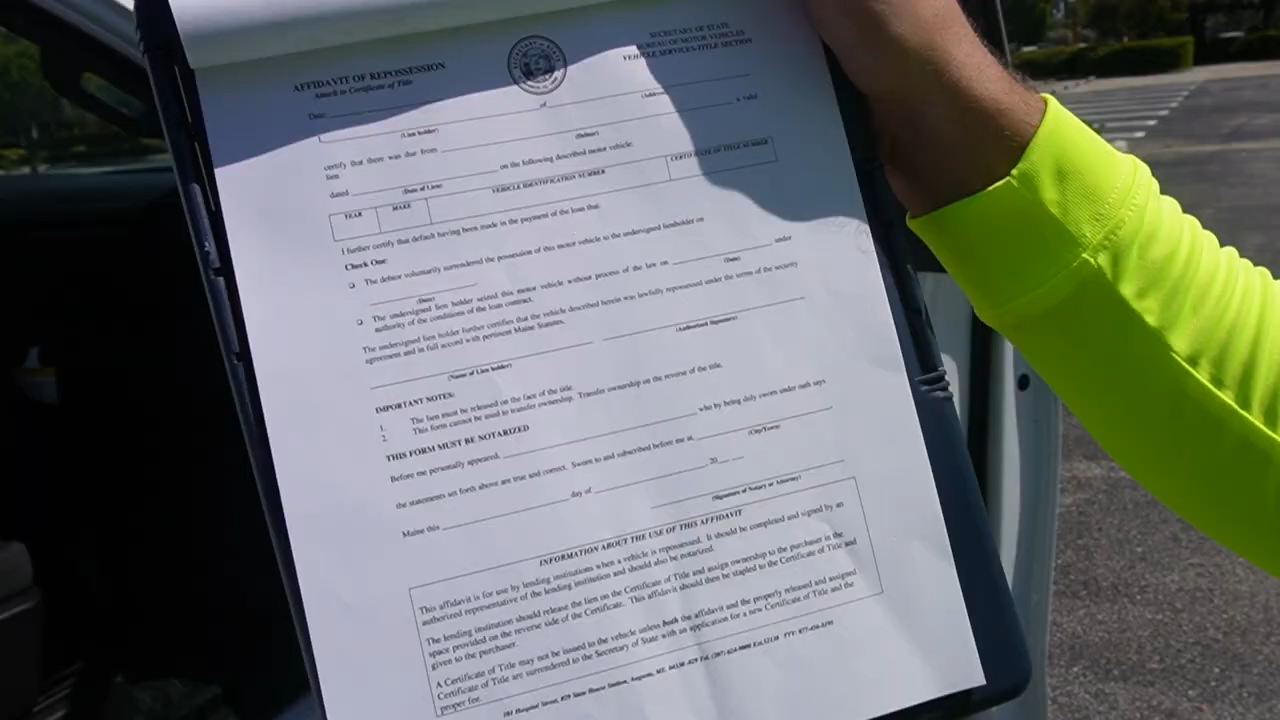 SECRETARY OF STATE
BUREAU OF MOTOR VEHICLES
VEHICLE SERVICES-TITLE SECTION
AFFIDAVIT OF REPOSSESSION
Attach to Certificate of Title
Date:
of
(Lien holder) (Address)
certify that there was due from is valid
(Debtor)
lien
dated on the following described motor vehicle:
(Date of Lien)
YEAR MAKE VEHICLE IDENTIFICATION NUMBER CERTIFICATE OF TITLE NUMBER
I further certify that default having been made in the payment of the loan that:
Check One:
The debtor voluntarily surrendered the possession of this motor vehicle to the undersigned lienholder on
(Date)
The undersigned lien holder seized this motor vehicle without process of the law on under
(Date)
authority of the conditions of the loan contract.
The undersigned lien holder further certifies that the vehicle described herein was lawfully repossessed under the terms of the security
agreement and in full accord with pertinent Maine Statutes.
(Name of Lien holder) (Authorized Signature)
IMPORTANT NOTES:
1. The lien must be released on the face of the title.
2. This form cannot be used to transfer ownership. Transfer ownership on the reverse of the title.
THIS FORM MUST BE NOTARIZED
Before me personally appeared, who by being duly sworn under oath says
the statements set forth above are true and correct. Sworn to and subscribed before me at,
(City/Town)
Maine this day of 20
(Signature of Notary or Attorney)
INFORMATION ABOUT THE USE OF THIS AFFIDAVIT
This affidavit is for use by lending institutions when a vehicle is repossessed. It should be completed and signed by an
authorized representative of the lending institution and should also be notarized.
The lending institution should release the lien on the Certificate of Title and assign ownership to the purchaser in the
space provided on the reverse side of the Certificate. This affidavit should then be stapled to the Certificate of Title and
given to the purchaser.
A Certificate of Title may not be issued to the vehicle unless both the affidavit and the properly released and assigned
Certificate of Title are surrendered to the Secretary of State with an application for a new Certificate of Title and the
proper fee.
101 Hospital Street, #29 State House Station, Augusta, ME. 04330